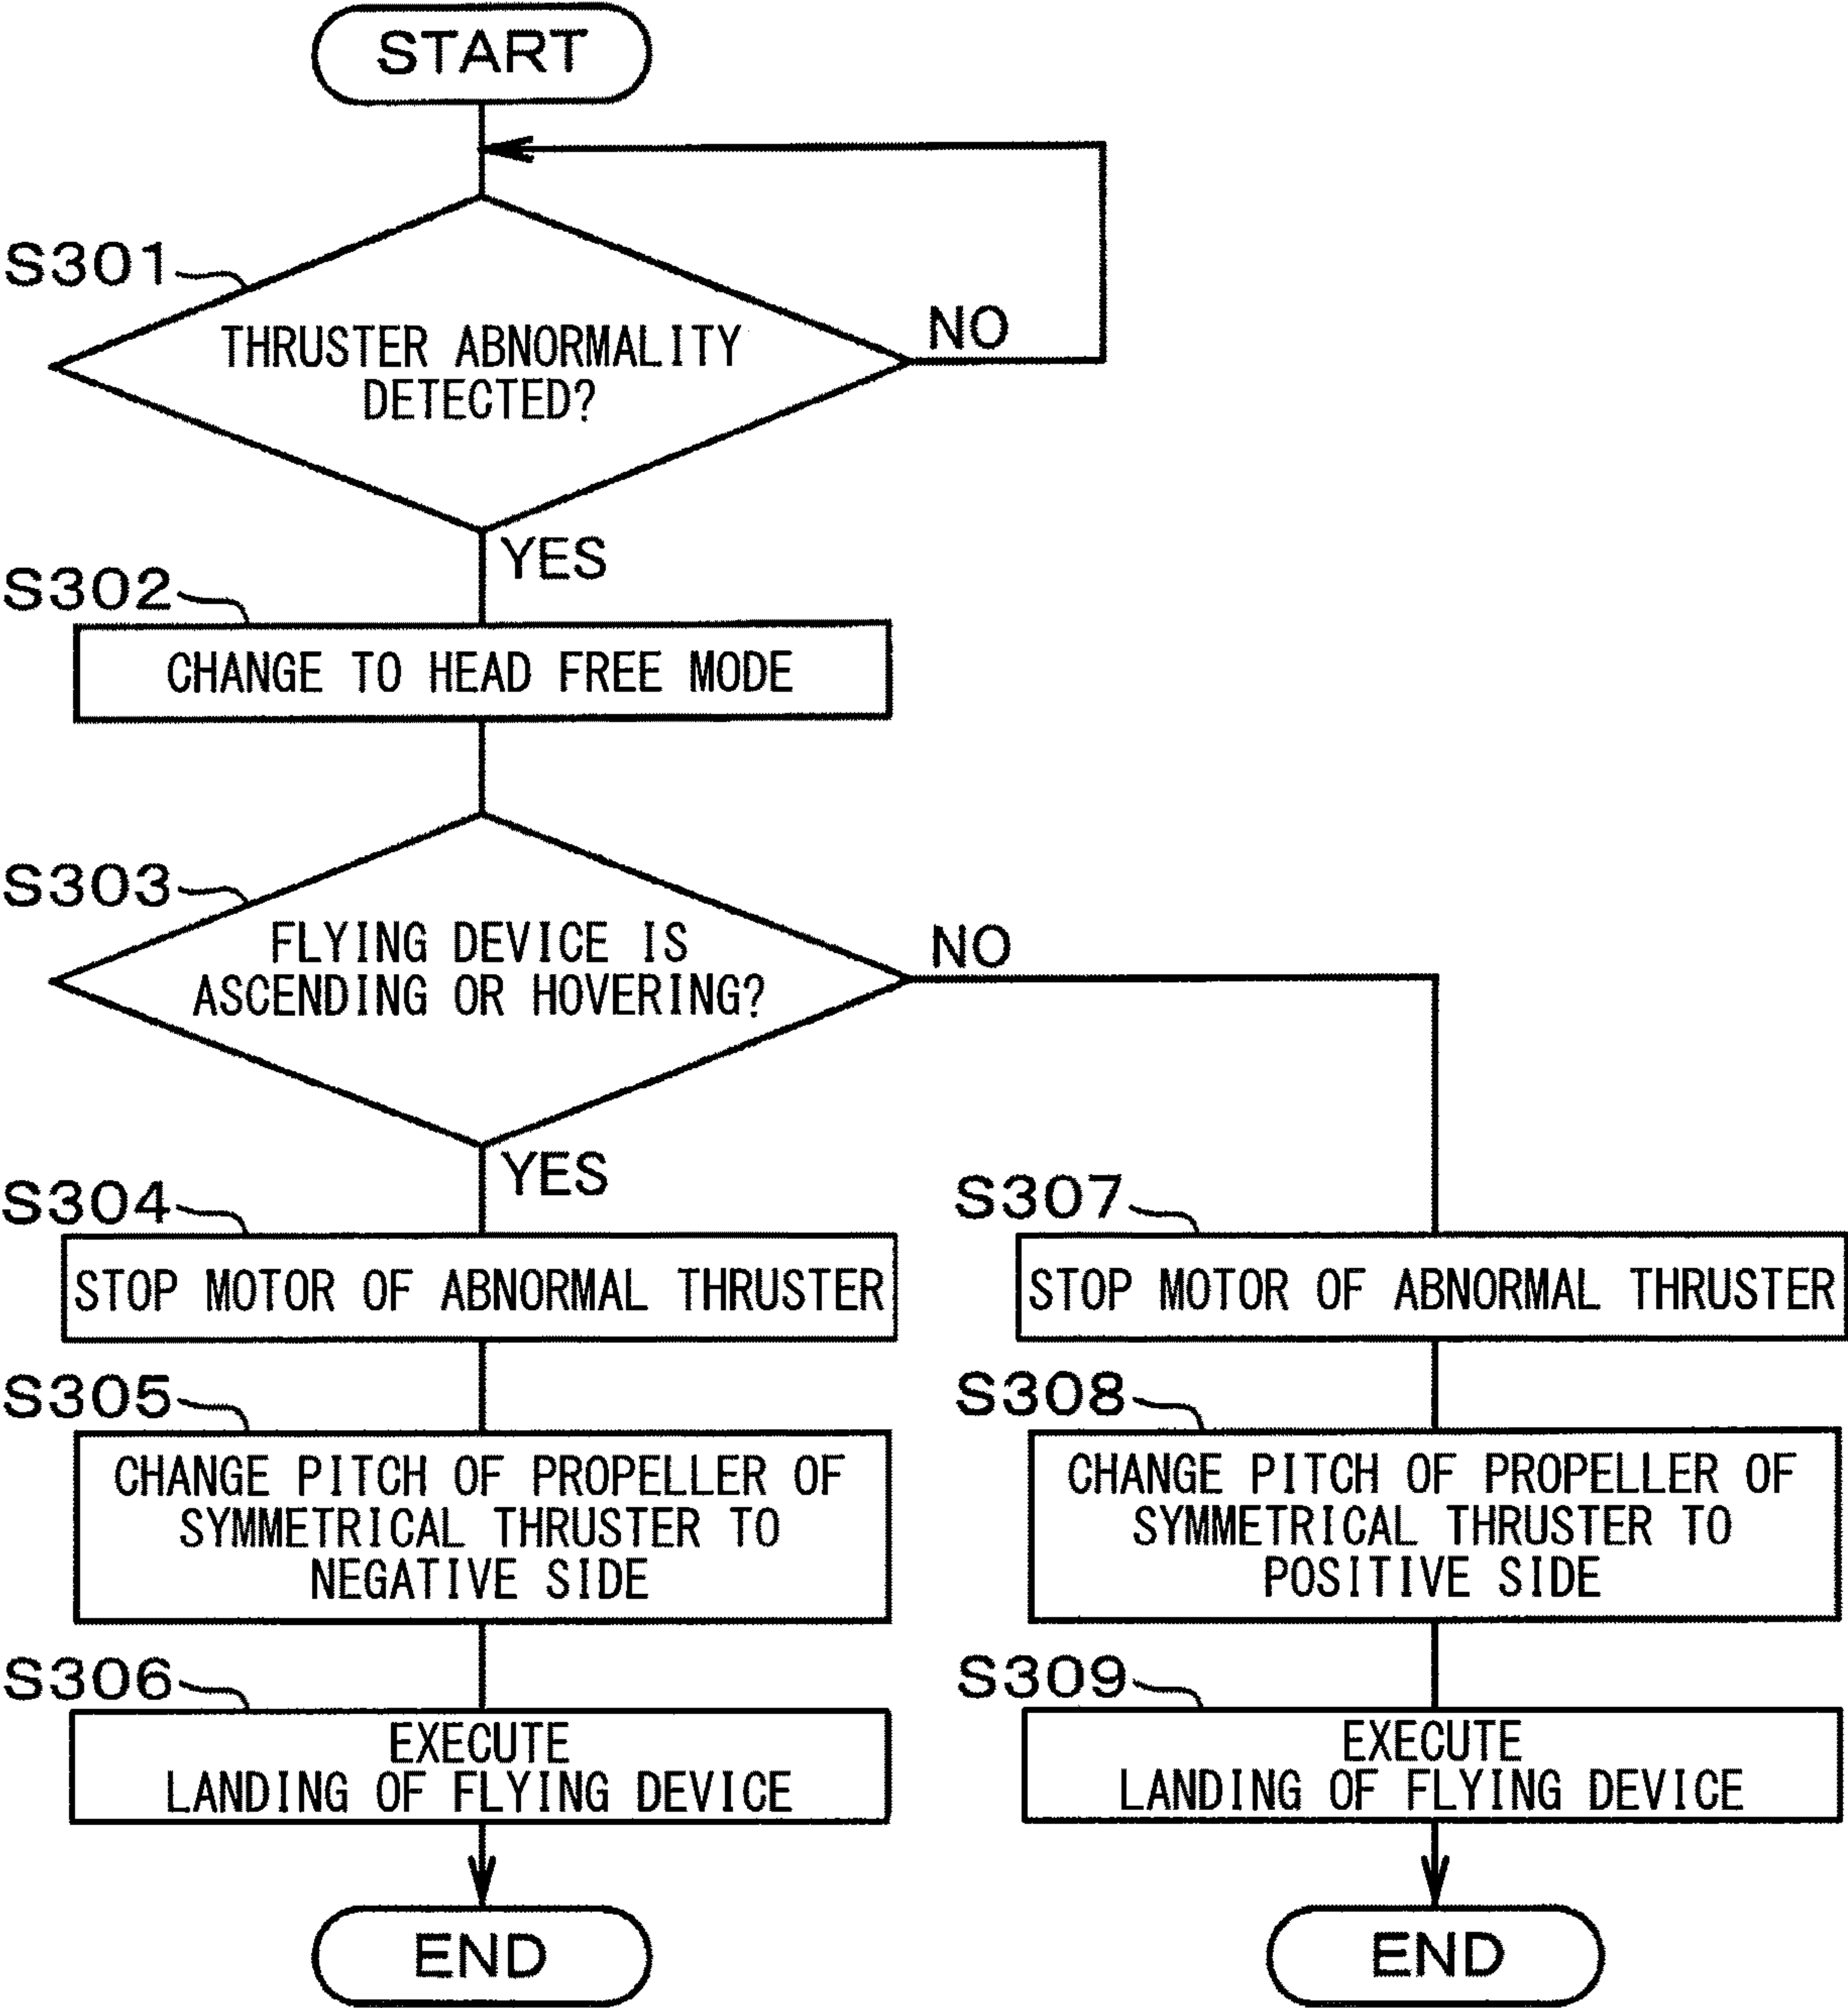 START
S301
THRUSTER ABNORMALITY
DETECTED?
NO
YES
S302
CHANGE TO HEAD FREE MODE
S303
FLYING DEVICE IS
ASCENDING OR HOVERING?
NO
YES
S304
STOP MOTOR OF ABNORMAL THRUSTER
S305
CHANGE PITCH OF PROPELLER OF
SYMMETRICAL THRUSTER TO
NEGATIVE SIDE
S306
EXECUTE
LANDING OF FLYING DEVICE
END
S307
STOP MOTOR OF ABNORMAL THRUSTER
S308
CHANGE PITCH OF PROPELLER OF
SYMMETRICAL THRUSTER TO
POSITIVE SIDE
S309
EXECUTE
LANDING OF FLYING DEVICE
END